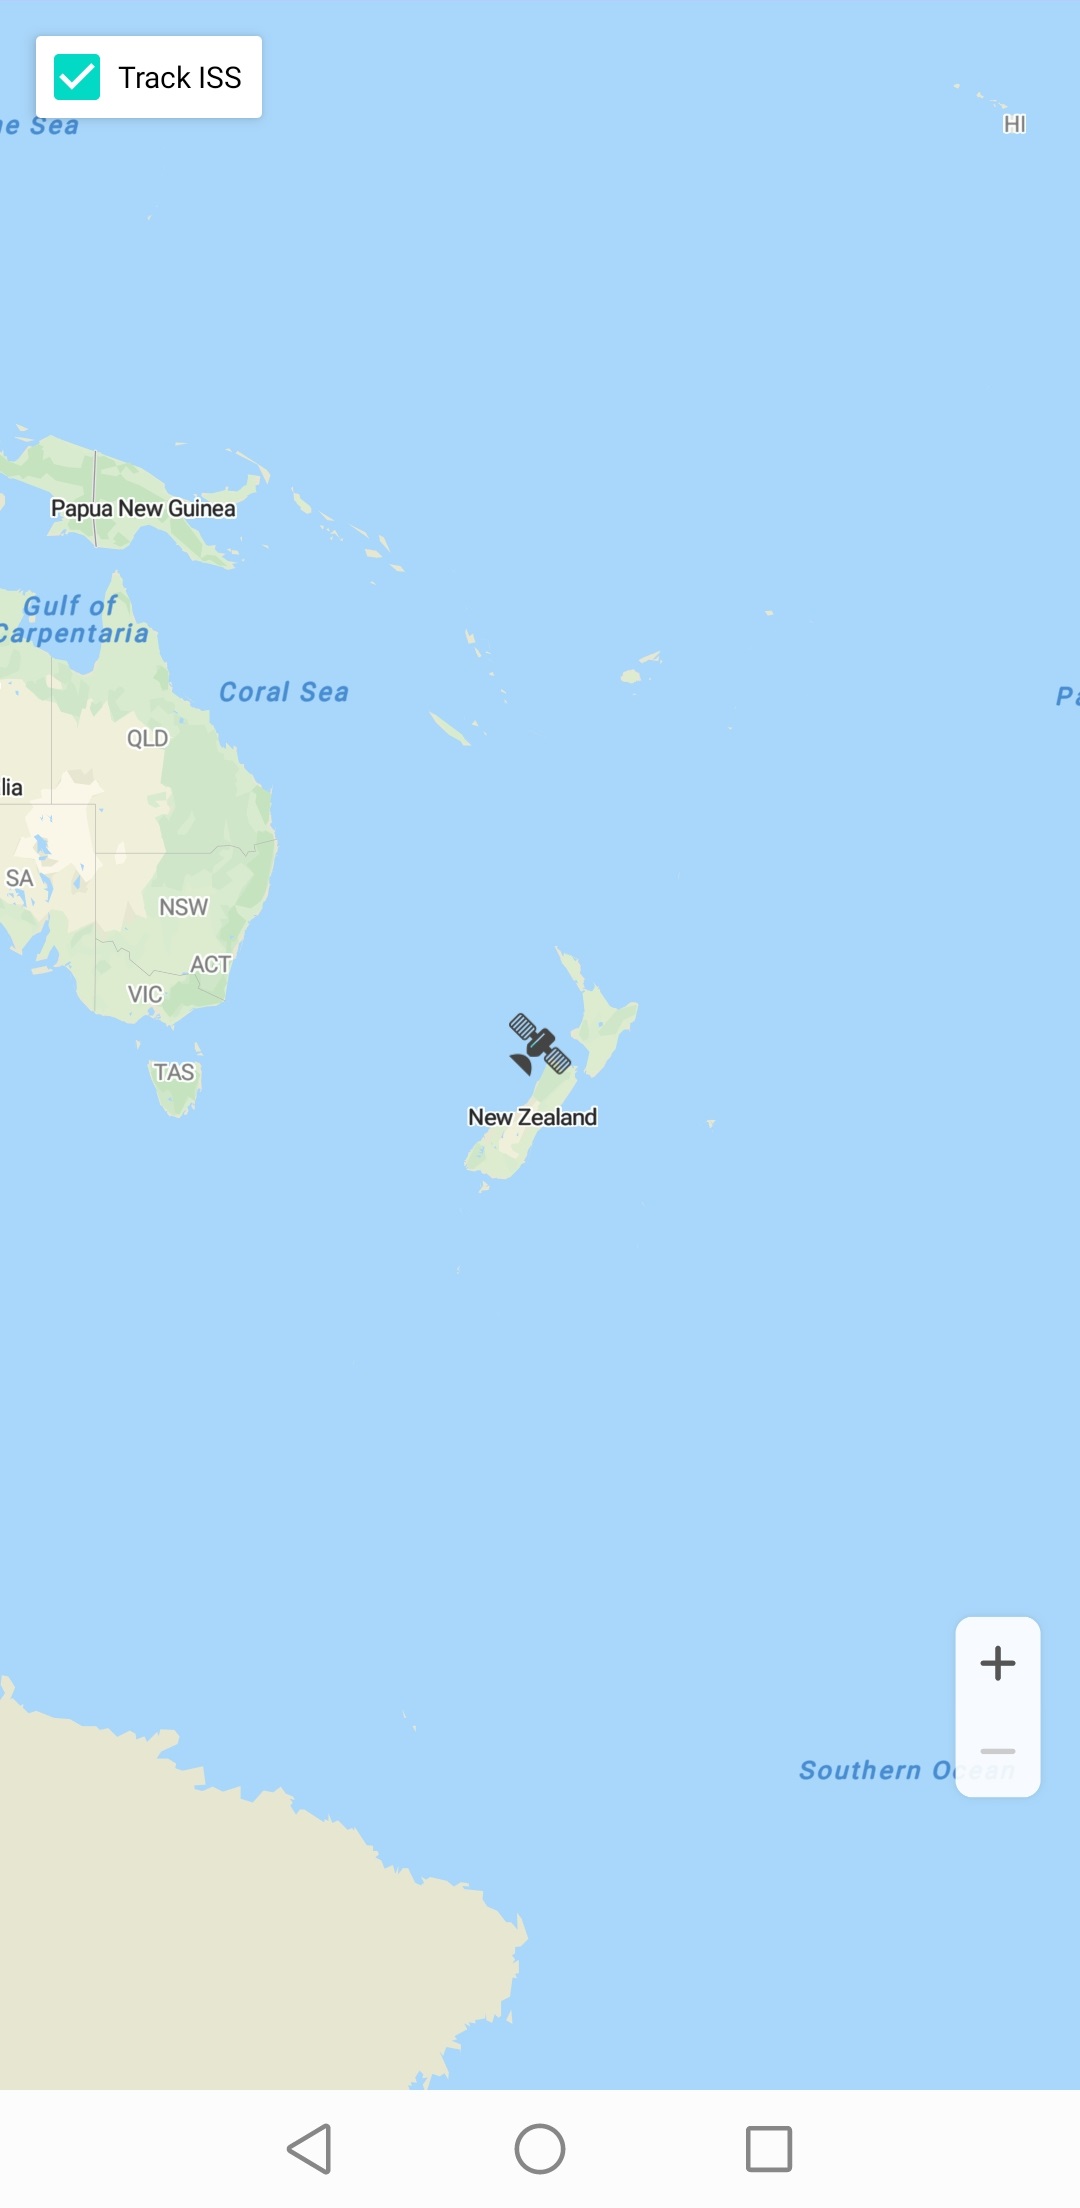 Track ISS
ne Sea
HI
Papua New Guinea
Gulf of
Carpentaria
Coral Sea
Pa
QLD
lia
SA
NSW
ACT
VIC
TAS
New Zealand
Southern Ocean